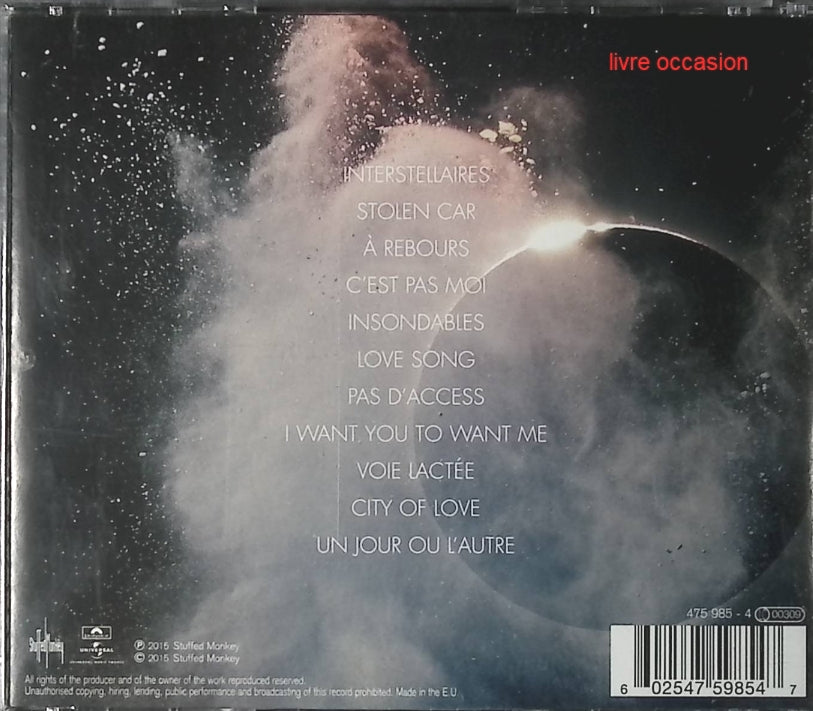 livre occasion
INTERSTELLAIRES
STOLEN CAR
À REBOURS
C'EST PAS MOI
INSONDABLES
LOVE SONG
PAS D'ACCESS
I WANT YOU TO WANT ME
VOIE LACTÉE
CITY OF LOVE
UN JOUR OU L'AUTRE
475 985 - 4 00309
Stuffed Monkey
UNIVERSAL
℗ 2015 Stuffed Monkey
© 2015 Stuffed Monkey
All rights of the producer and of the owner of the work reproduced reserved.
Unauthorised copying, hiring, lending, public performance and broadcasting of this record prohibited. Made in the E.U
6 02547 59854 7